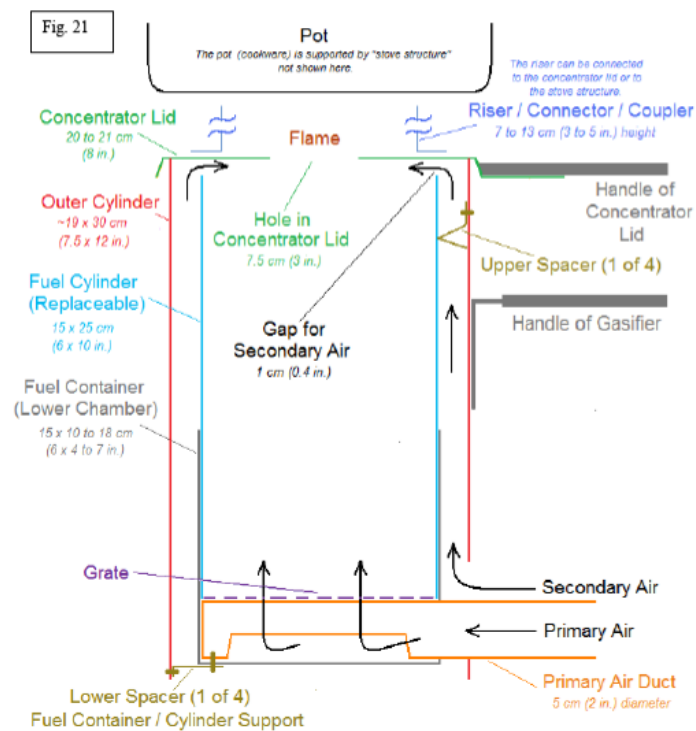 Fig. 21
Pot
The pot (cookware) is supported by "stove structure"
not shown here.
The riser can be connected
to the concentrator lid or to
the stove structure.
Riser / Connector / Coupler
7 to 13 cm (3 to 5 in.) height
Concentrator Lid
20 to 21 cm
(8 in.)
Flame
Handle of
Concentrator
Lid
Outer Cylinder
~19 x 30 cm
(7.5 x 12 in.)
Hole in
Concentrator Lid
7.5 cm (3 in.)
Upper Spacer (1 of 4)
Fuel Cylinder
(Replaceable)
15 x 25 cm
(6 x 10 in.)
Gap for
Secondary Air
1 cm (0.4 in.)
Handle of Gasifier
Fuel Container
(Lower Chamber)
15 x 10 to 18 cm
(6 x 4 to 7 in.)
Grate
Secondary Air
Primary Air
Primary Air Duct
5 cm (2 in.) diameter
Lower Spacer (1 of 4)
Fuel Container / Cylinder Support